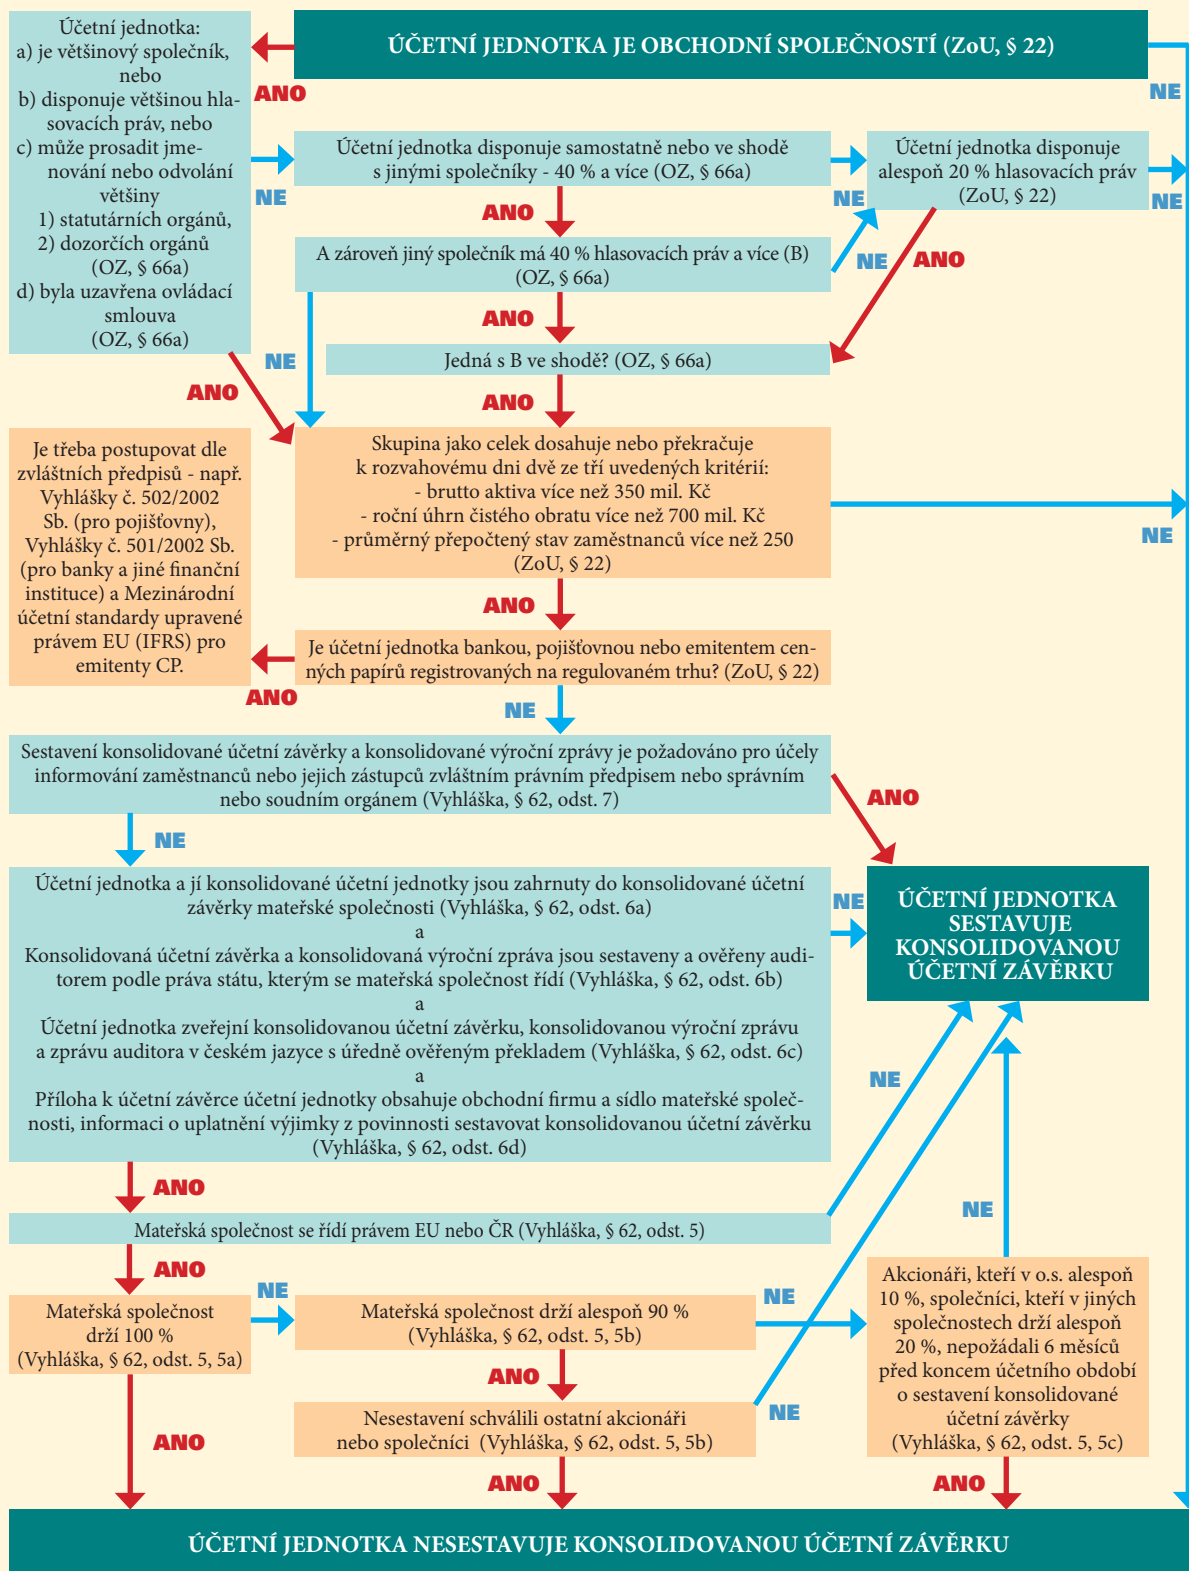 ÚČETNÍ JEDNOTKA JE OBCHODNÍ SPOLEČNOSTÍ (ZoU, § 22)
Účetní jednotka:
a) je většinový společník,
nebo
b) disponuje většinou hla-
sovacích práv, nebo
c) může prosadit jme-
nování nebo odvolání
většiny
1) statutárních orgánů,
2) dozorčích orgánů
(OZ, § 66a)
d) byla uzavřena ovládací
smlouva
(OZ, § 66a)
ANO
NE
NE
Účetní jednotka disponuje samostatně nebo ve shodě
s jinými společníky - 40 % a více (OZ, § 66a)
NE
Účetní jednotka disponuje
alespoň 20 % hlasovacích práv
(ZoU, § 22)
NE
ANO
A zároveň jiný společník má 40 % hlasovacích práv a více (B)
(OZ, § 66a)
NE
ANO
ANO
NE
Jedná s B ve shodě? (OZ, § 66a)
ANO
ANO
Skupina jako celek dosahuje nebo překračuje
k rozvahovému dni dvě ze tří uvedených kritérií:
- brutto aktiva více než 350 mil. Kč
- roční úhrn čistého obratu více než 700 mil. Kč
- průměrný přepočtený stav zaměstnanců více než 250
(ZoU, § 22)
NE
ANO
Je třeba postupovat dle
zvláštních předpisů - např.
Vyhlášky č. 502/2002
Sb. (pro pojišťovny),
Vyhlášky č. 501/2002 Sb.
(pro banky a jiné finanční
instituce) a Mezinárodní
účetní standardy upravené
právem EU (IFRS) pro
emitenty CP.
Je účetní jednotka bankou, pojišťovnou nebo emitentem cen-
ných papírů registrovaných na regulovaném trhu? (ZoU, § 22)
ANO
NE
Sestavení konsolidované účetní závěrky a konsolidované výroční zprávy je požadováno pro účely
informování zaměstnanců nebo jejich zástupců zvláštním právním předpisem nebo správním
nebo soudním orgánem (Vyhláška, § 62, odst. 7)
ANO
NE
Účetní jednotka a jí konsolidované účetní jednotky jsou zahrnuty do konsolidované účetní
závěrky mateřské společnosti (Vyhláška, § 62, odst. 6a)
a
Konsolidovaná účetní závěrka a konsolidovaná výroční zpráva jsou sestaveny a ověřeny audi-
torem podle práva státu, kterým se mateřská společnost řídí (Vyhláška, § 62, odst. 6b)
a
Účetní jednotka zveřejní konsolidovanou účetní závěrku, konsolidovanou výroční zprávu
a zprávu auditora v českém jazyce s úředně ověřeným překladem (Vyhláška, § 62, odst. 6c)
a
Příloha k účetní závěrce účetní jednotky obsahuje obchodní firmu a sídlo mateřské společ-
nosti, informaci o uplatnění výjimky z povinnosti sestavovat konsolidovanou účetní závěrku
(Vyhláška, § 62, odst. 6d)
NE
ÚČETNÍ JEDNOTKA
SESTAVUJE
KONSOLIDOVANOU
ÚČETNÍ ZÁVĚRKU
NE
ANO
Mateřská společnost se řídí právem EU nebo ČR (Vyhláška, § 62, odst. 5)
NE
ANO
Mateřská společnost
drží 100 %
(Vyhláška, § 62, odst. 5, 5a)
NE
Mateřská společnost drží alespoň 90 %
(Vyhláška, § 62, odst. 5, 5b)
NE
Akcionáři, kteří v o.s. alespoň
10 %, společníci, kteří v jiných
společnostech drží alespoň
20 %, nepožádali 6 měsíců
před koncem účetního období
o sestavení konsolidované
účetní závěrky
(Vyhláška, § 62, odst. 5, 5c)
ANO
Nesestavení schválili ostatní akcionáři
nebo společníci (Vyhláška, § 62, odst. 5, 5b)
NE
ANO
ANO
ANO
ÚČETNÍ JEDNOTKA NESESTAVUJE KONSOLIDOVANOU ÚČETNÍ ZÁVĚRKU